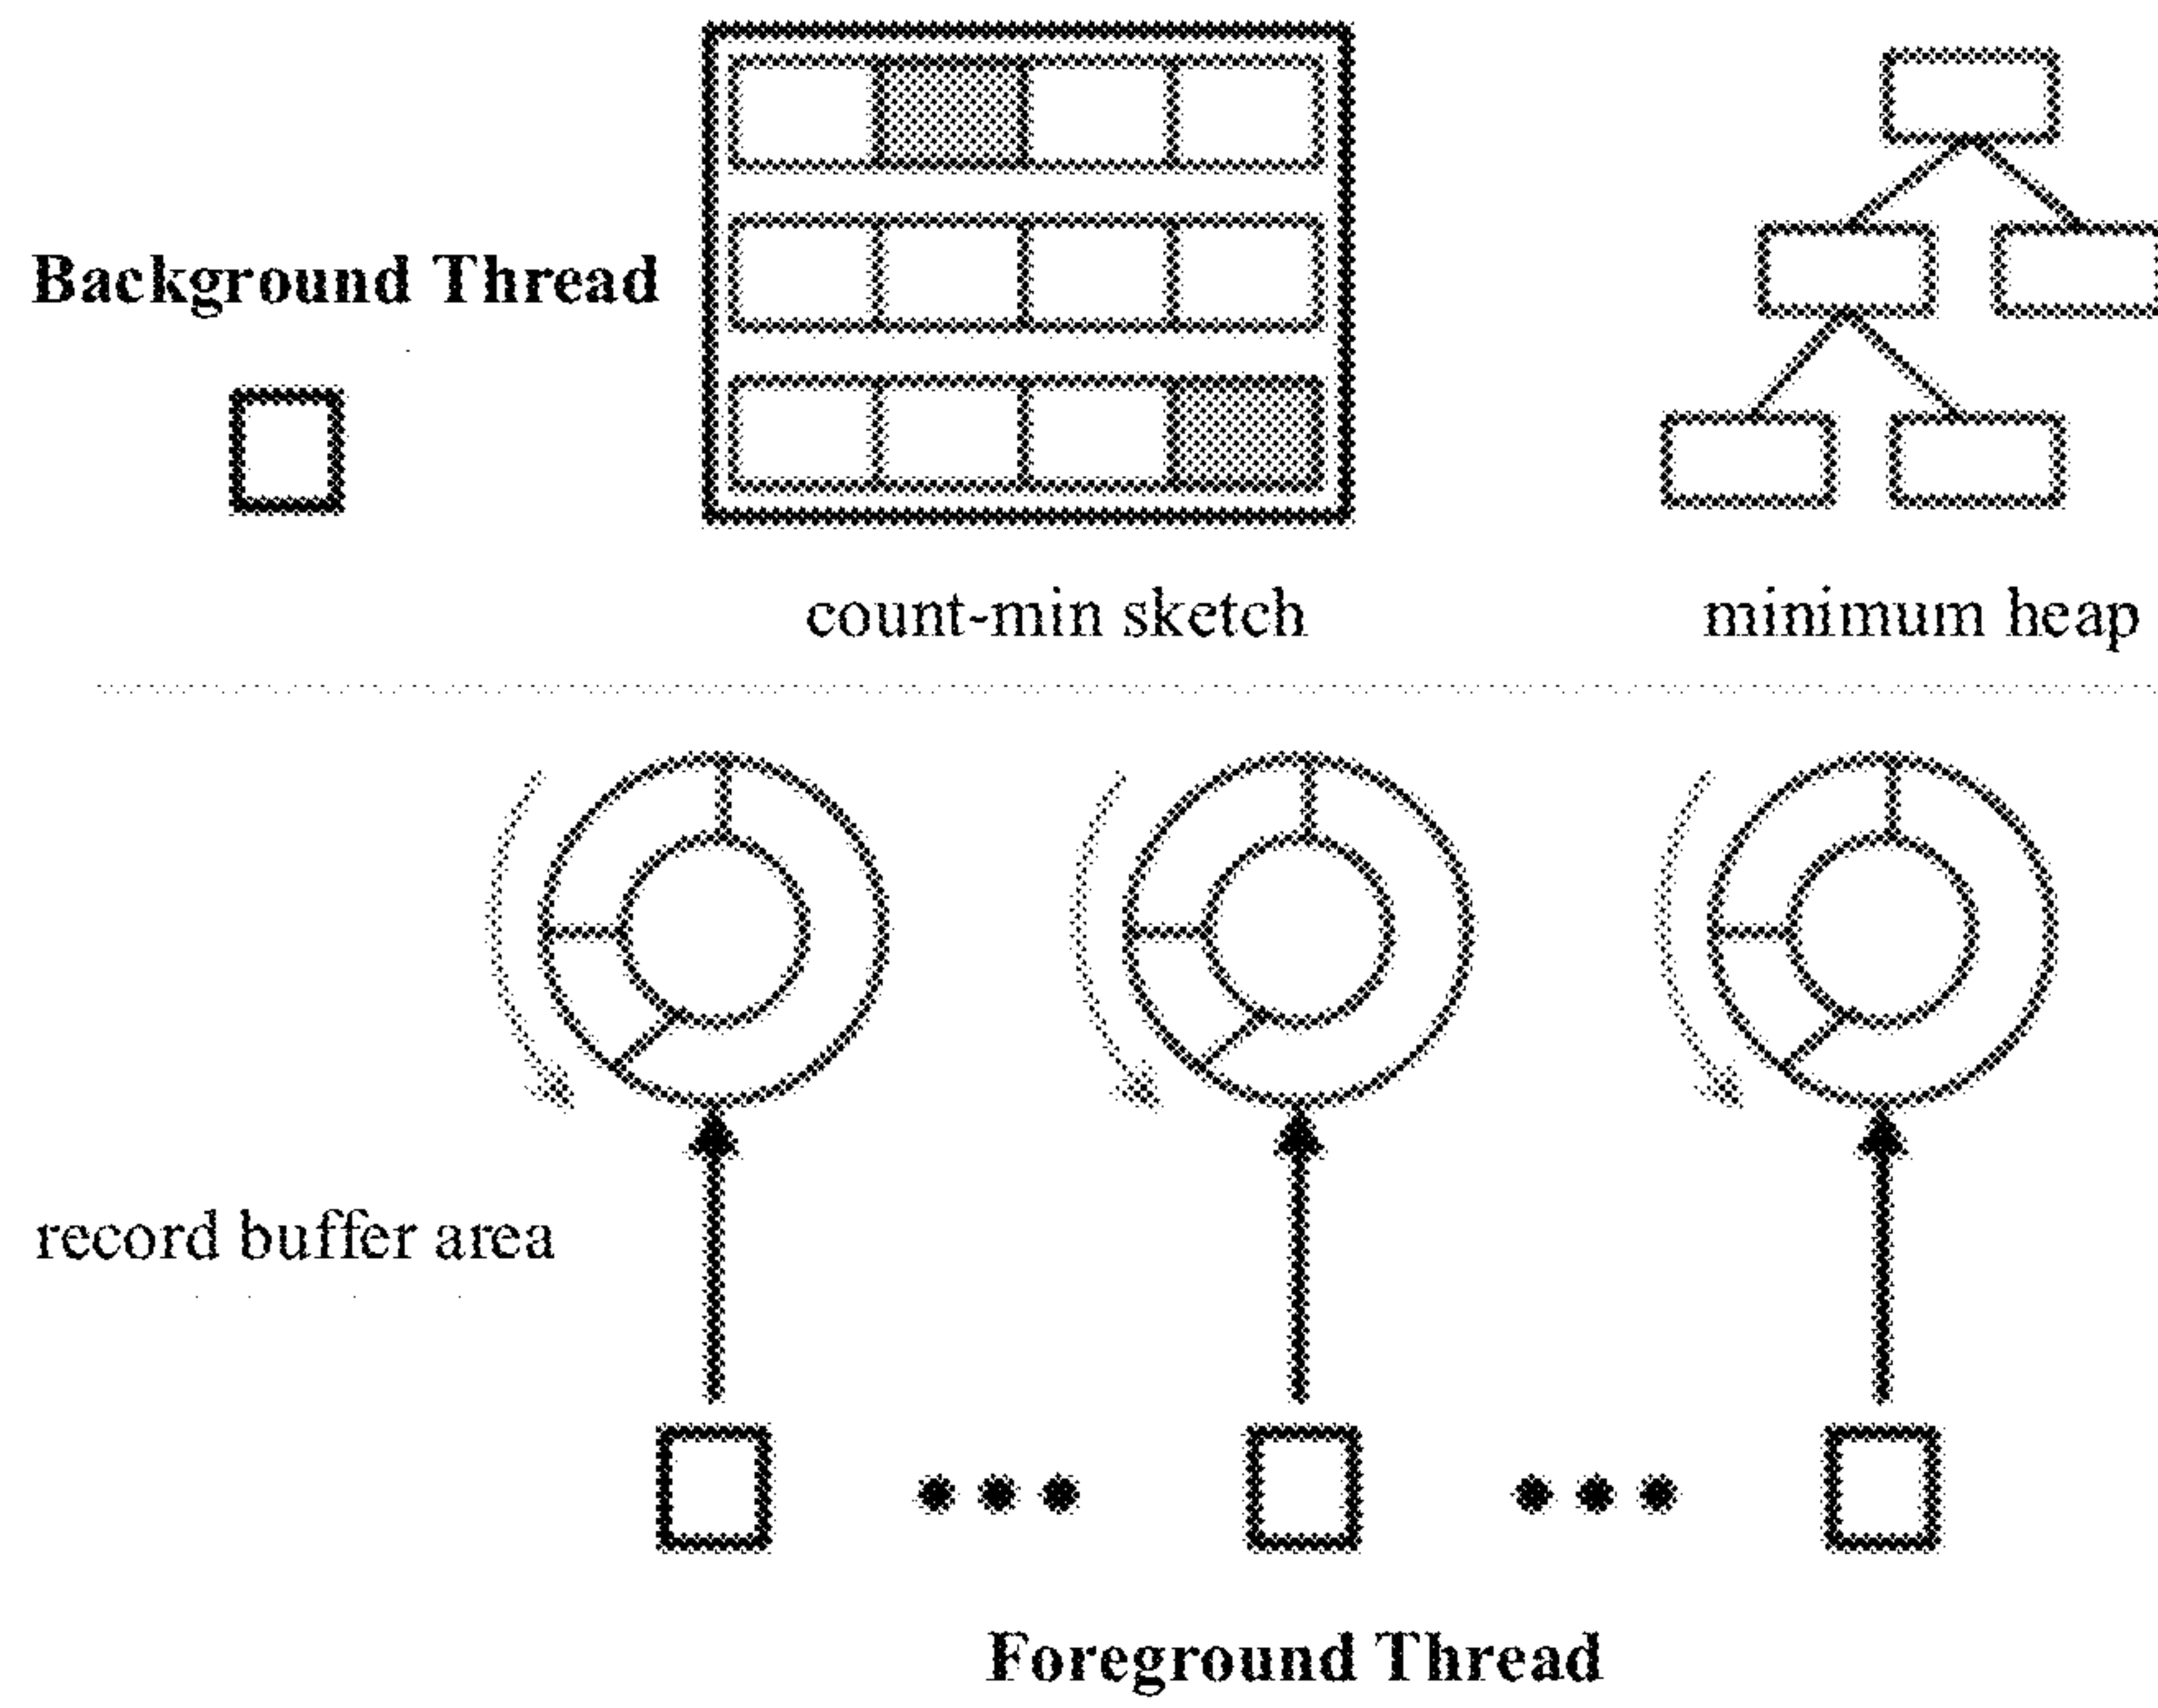 Background Thread
count-min sketch
minimum heap
record buffer area
Foreground Thread